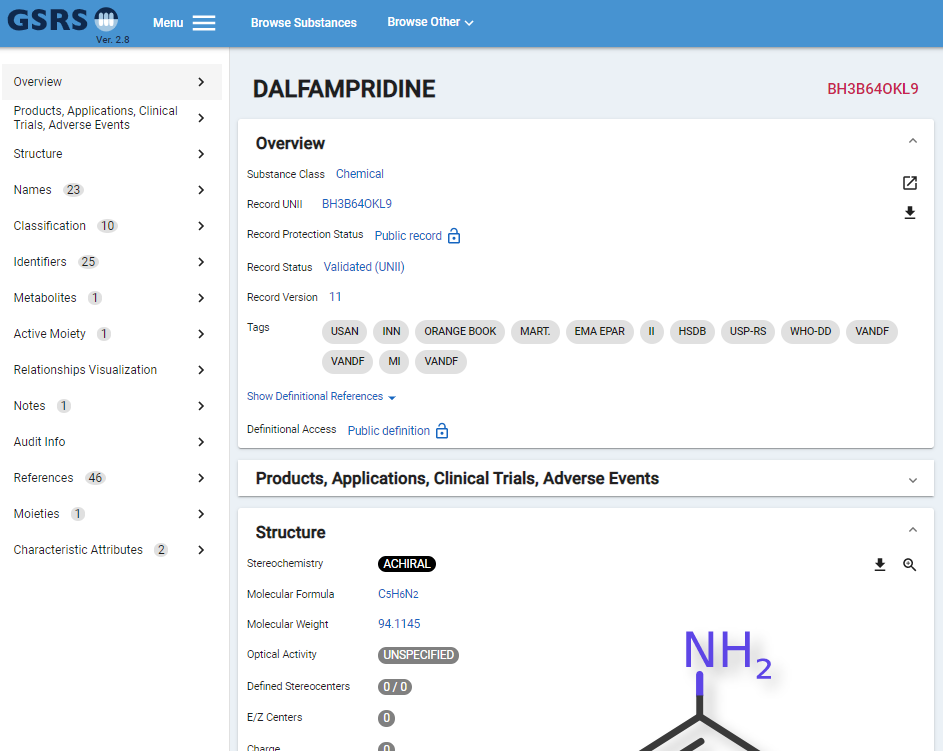 GSRS
Ver. 2.8
Menu
Browse Substances
Browse Other
Overview
Products, Applications, Clinical
Trials, Adverse Events
Structure
Names 23
Classification 10
Identifiers 25
Metabolites 1
Active Moiety 1
Relationships Visualization
Notes 1
Audit Info
References 46
Moieties 1
Characteristic Attributes 2
DALFAMPRIDINE
BH3B64OKL9
Overview
Substance Class Chemical
Record UNII BH3B64OKL9
Record Protection Status Public record
Record Status Validated (UNII)
Record Version 11
Tags USAN INN ORANGE BOOK MART. EMA EPAR II HSDB USP-RS WHO-DD VANDF
VANDF MI VANDF
Show Definitional References
Definitional Access Public definition
Products, Applications, Clinical Trials, Adverse Events
Structure
Stereochemistry ACHIRAL
Molecular Formula C5H6N2
Molecular Weight 94.1145
Optical Activity UNSPECIFIED
Defined Stereocenters 0 / 0
E/Z Centers 0
Charge 0
NH2